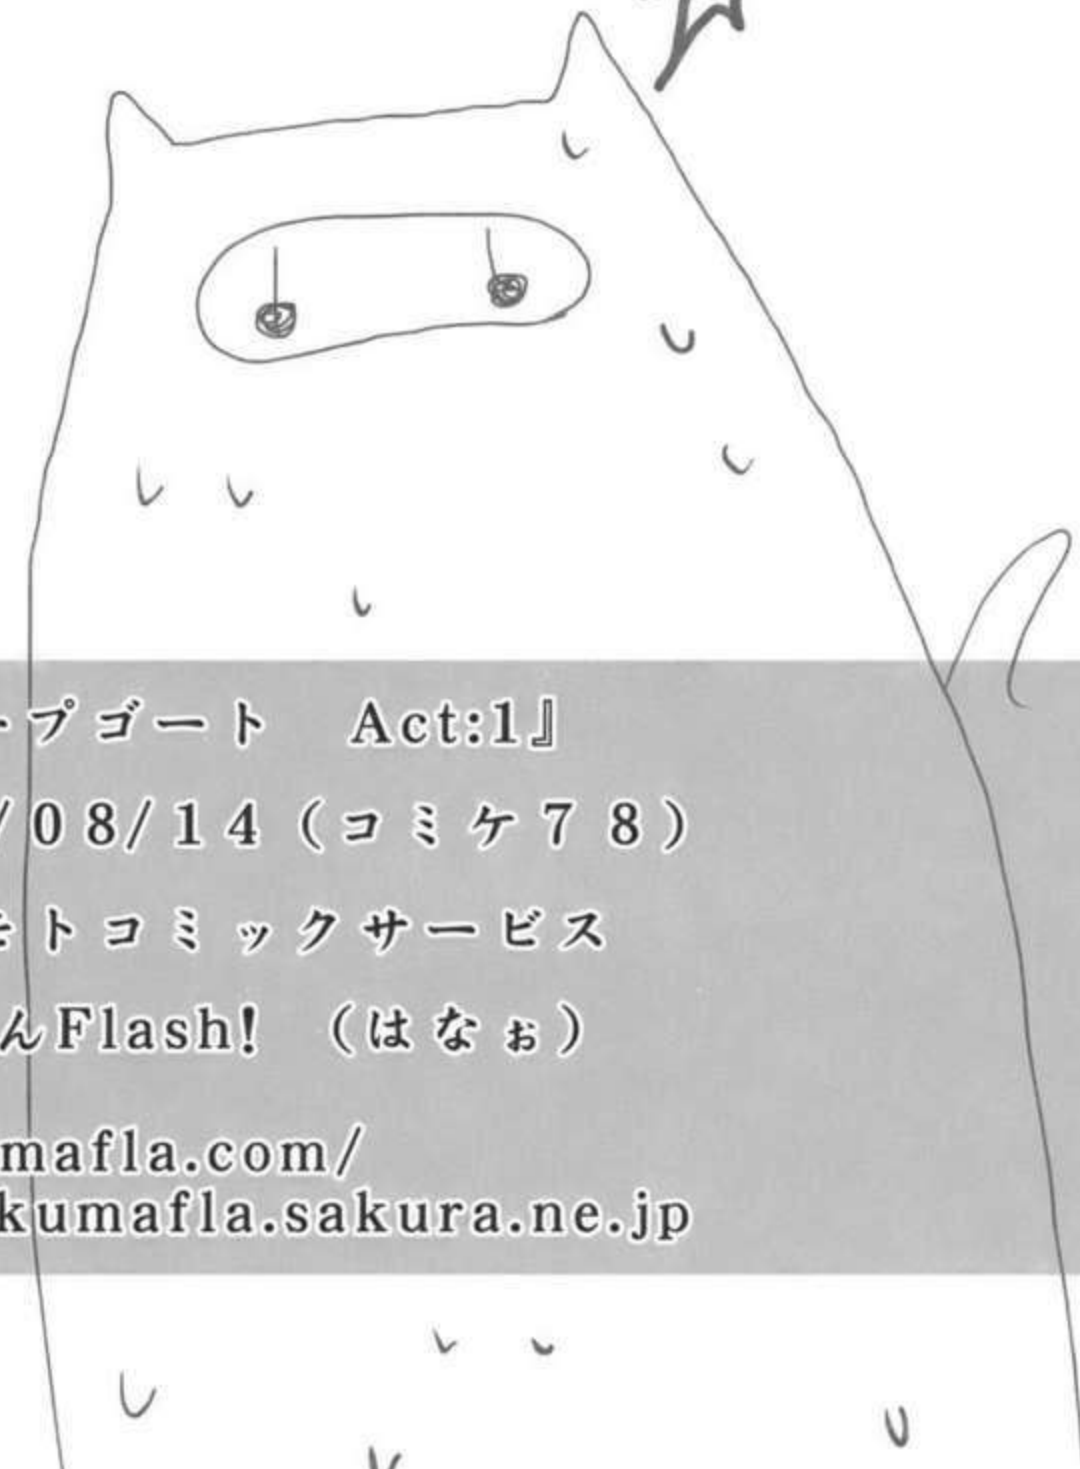 ープゴート　Act:1』
/08/14（コミケ78）
モトコミックサービス
んFlash!　（はなぉ）
mafla.com/
kumafla.sakura.ne.jp